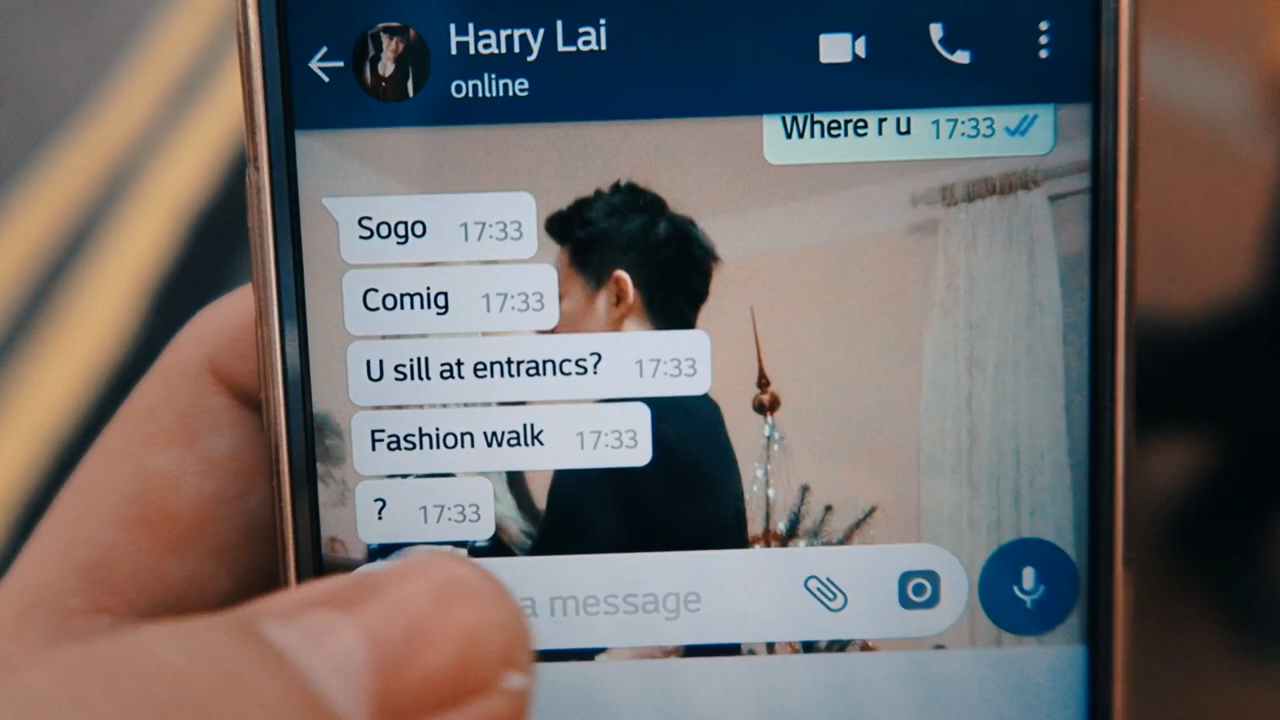 Harry Lai
online
Where r u 17:33
Sogo 17:33
Comig 17:33
U sill at entrancs? 17:33
Fashion walk 17:33
? 17:33
a message